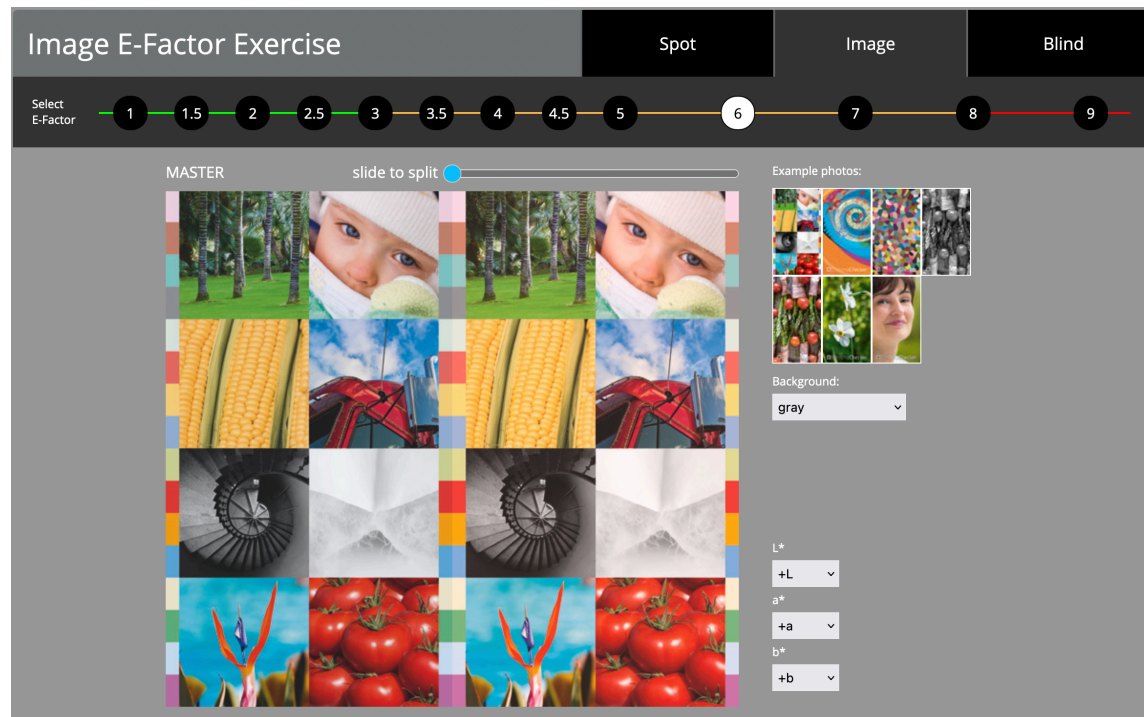 Image E-Factor Exercise
Spot
Image
Blind
Select
E-Factor
1
1.5
2
2.5
3
3.5
4
4.5
5
6
7
8
9
MASTER
slide to split
Example photos:
Background:
gray
L*
+L
a*
+a
b*
+b